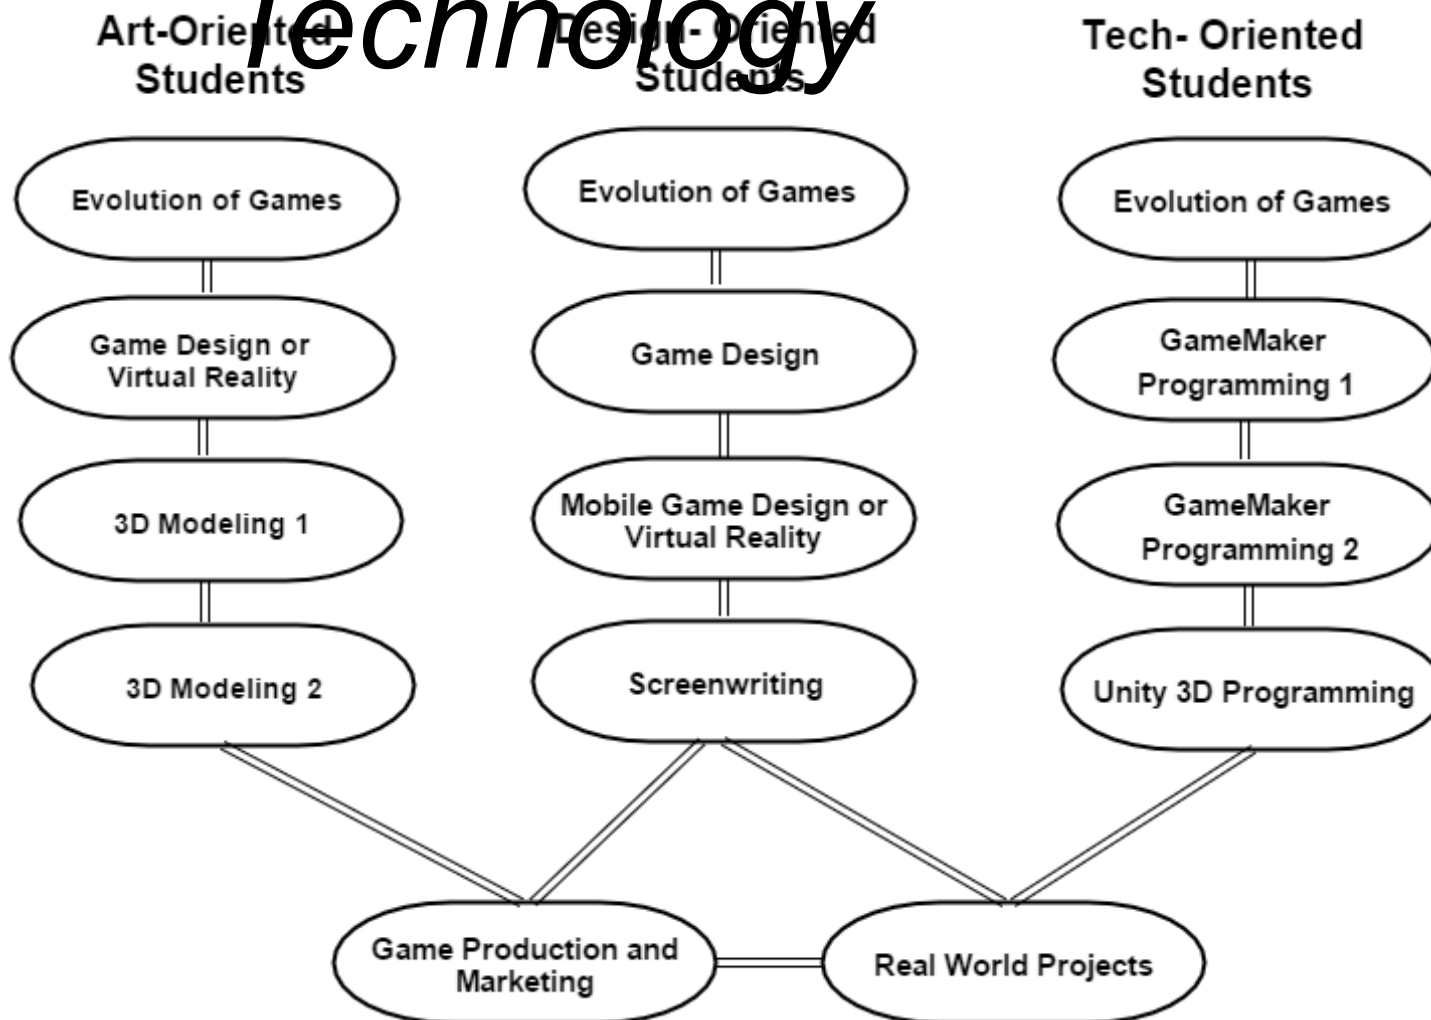 Technology
Art-Oriented
Students
Evolution of Games
Game Design or
Virtual Reality
3D Modeling 1
3D Modeling 2
Design- Oriented
Students
Evolution of Games
Game Design
Mobile Game Design or
Virtual Reality
Screenwriting
Tech- Oriented
Students
Evolution of Games
GameMaker
Programming 1
GameMaker
Programming 2
Unity 3D Programming
Game Production and
Marketing
Real World Projects